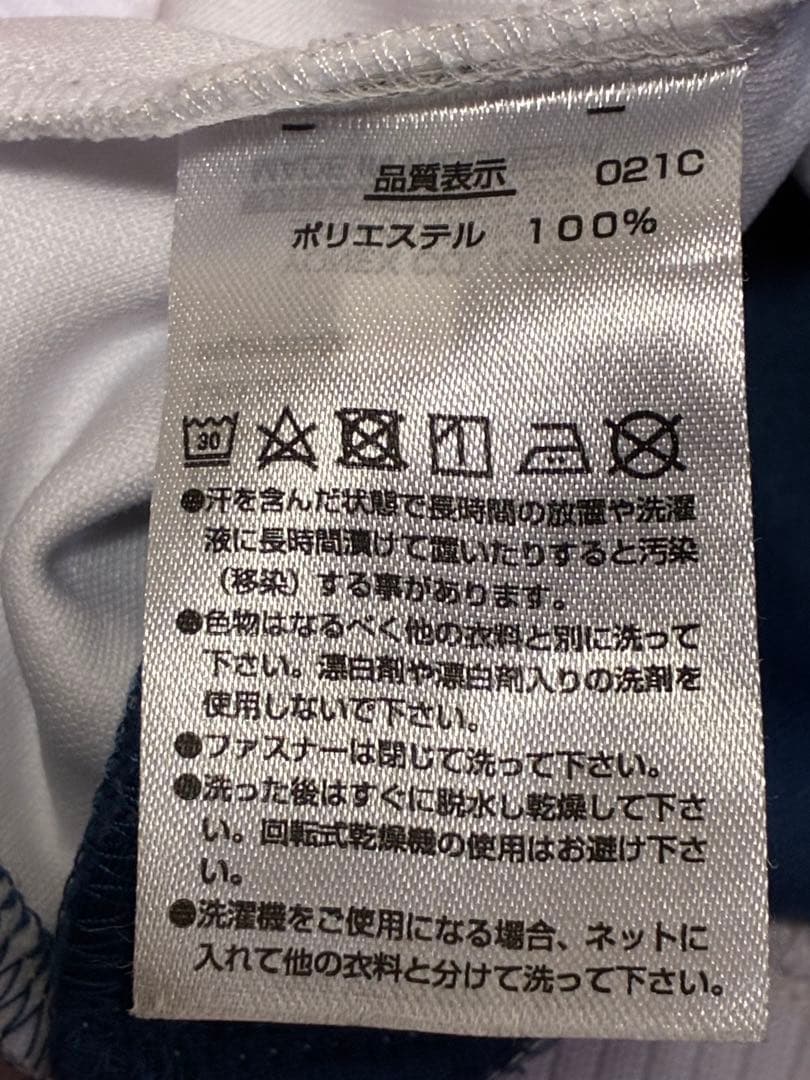 品質表示 021C
ポリエステル 100%
30
●汗を含んだ状態で長時間の放置や洗濯
液に長時間漬けて置いたりすると汚染
（移染）する事があります。
●色物はなるべく他の衣料と別に洗って
下さい。漂白剤や漂白剤入りの洗剤を
使用しないで下さい。
●ファスナーは閉じて洗って下さい。
●洗った後はすぐに脱水し乾燥して下さ
い。回転式乾燥機の使用はお避け下さ
い。
●洗濯機をご使用になる場合、ネットに
入れて他の衣料と分けて洗って下さい。